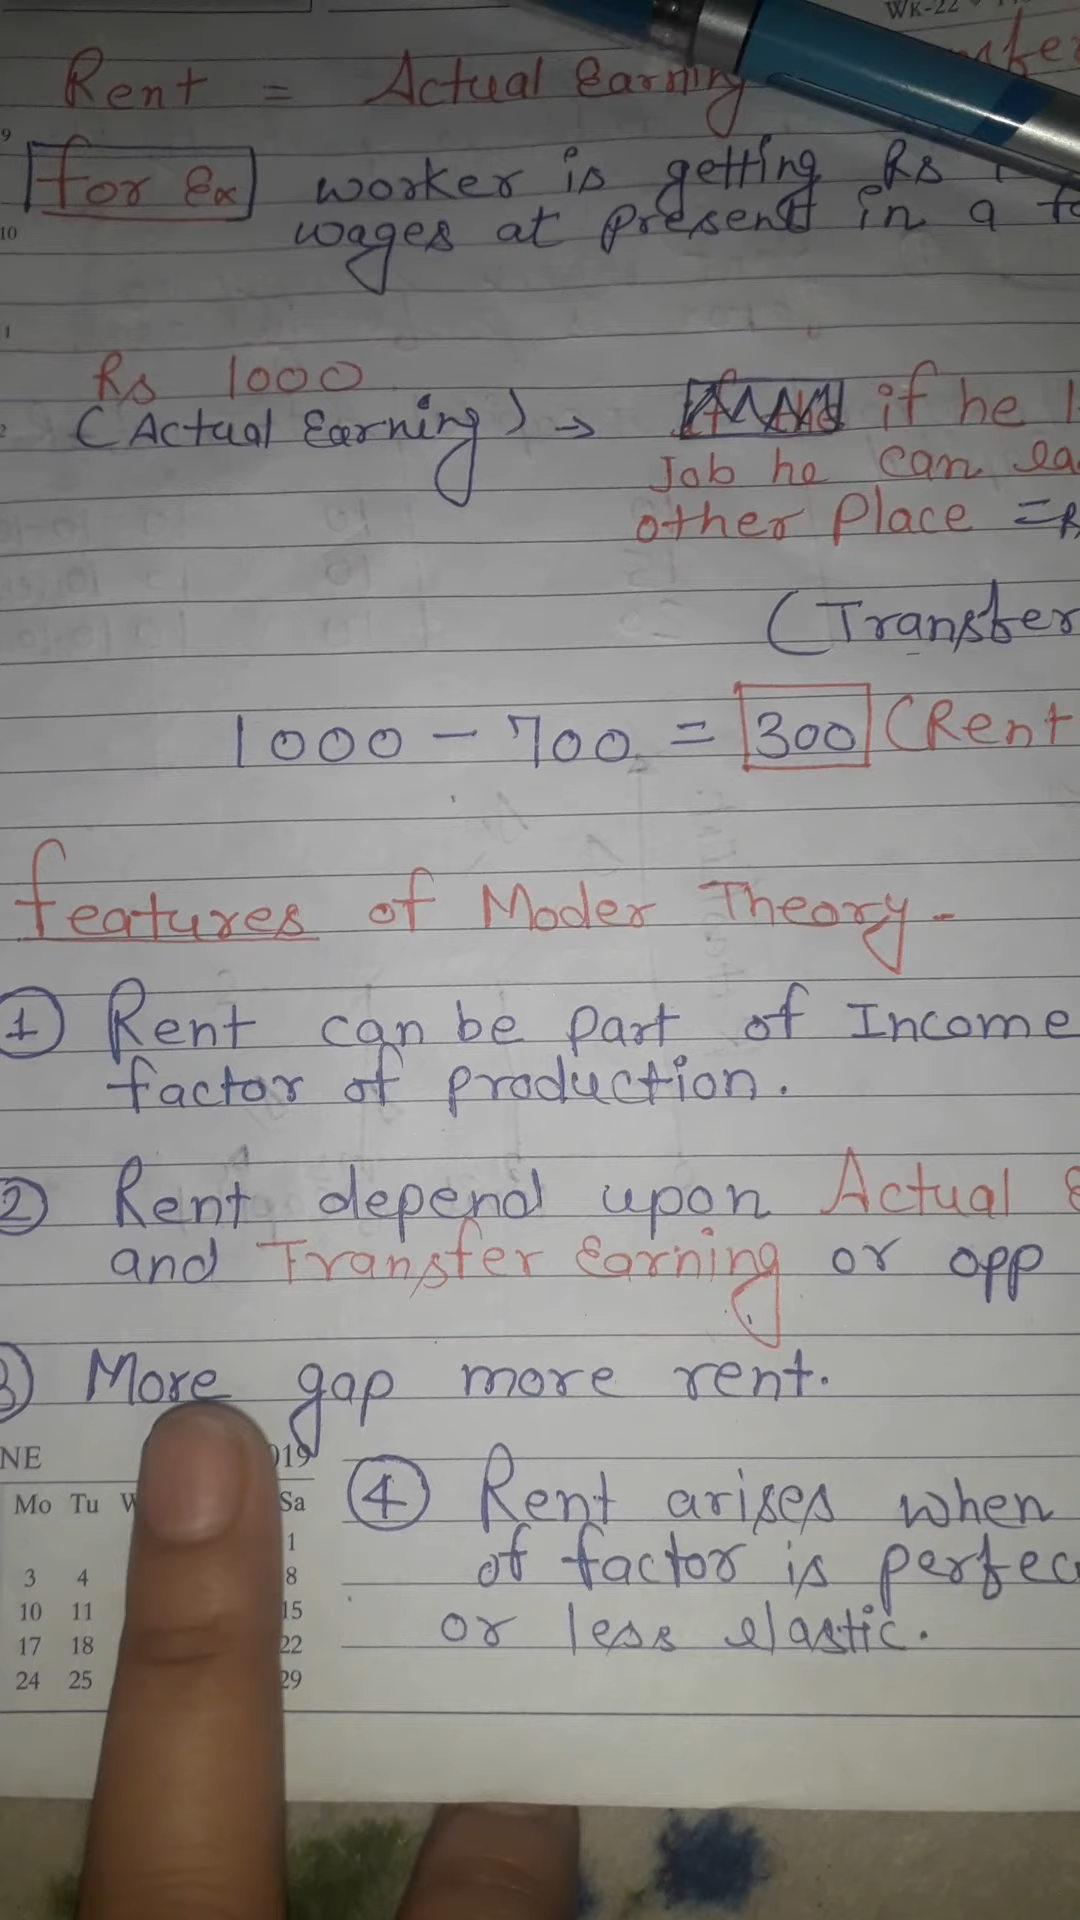 WK-22
Rent = Actual Earning
9
for Ex worker is getting Rs
10 wages at present in a
1
Rs 1000
(Actual Earning) → if he
Job he can
other Place =
(Transfer
1000 - 700 = 300 (Rent
features of Moder Theory-
1 Rent can be part of Income
factor of production.
2 Rent depend upon Actual
and Transfer Earning or opp
3 More gap more rent.
4 Rent arises when
of factor is
or less elastic.
Mo Tu Sa
1
3 4 8
10 11 15
17 18 22
24 25 29